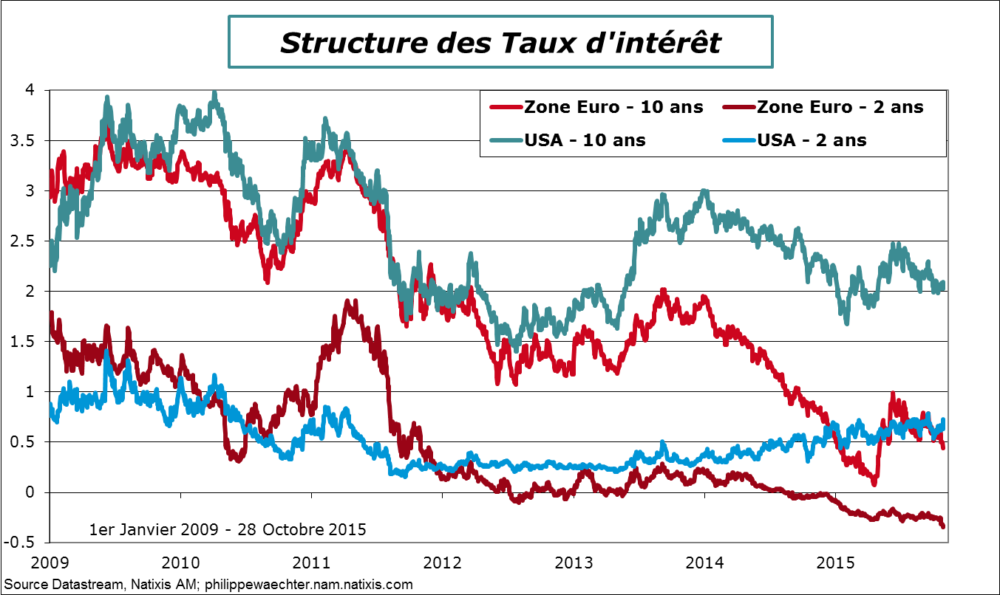 Structure des Taux d'intérêt
4
3.5
3
2.5
2
1.5
1
0.5
0
-0.5
Zone Euro - 10 ans
Zone Euro - 2 ans
USA - 10 ans
USA - 2 ans
1er Janvier 2009 - 28 Octobre 2015
2009 2010 2011 2012 2013 2014 2015
Source Datastream, Natixis AM; philippewaechter.nam.natixis.com